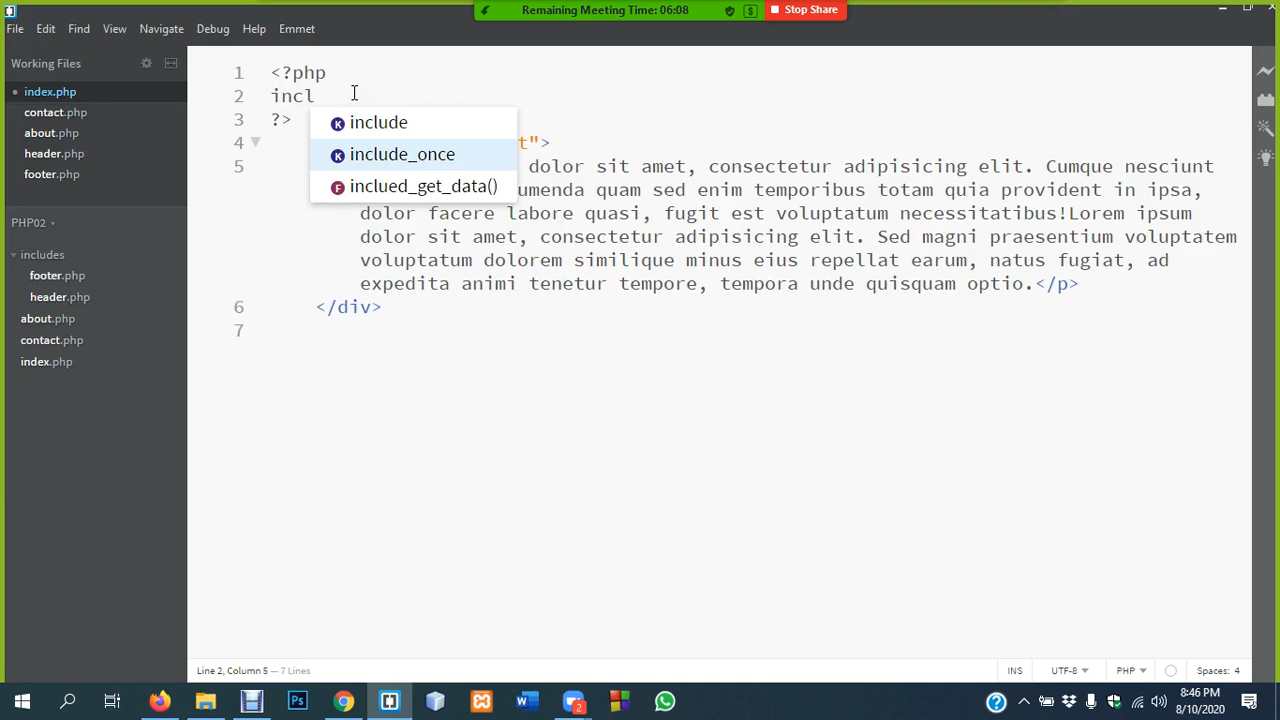 Remaining Meeting Time: 06:08
Stop Share
File Edit Find View Navigate Debug Help Emmet
Working Files
index.php
contact.php
about.php
header.php
footer.php
PHP02
includes
footer.php
header.php
about.php
contact.php
index.php
1 <?php
2 incl
3 ?>
include
include_once
inclued_get_data()
4 t">
5 dolor sit amet, consectetur adipisicing elit. Cumque nesciunt
umenda quam sed enim temporibus totam quia provident in ipsa,
dolor facere labore quasi, fugit est voluptatum necessitatibus!Lorem ipsum
dolor sit amet, consectetur adipisicing elit. Sed magni praesentium voluptatem
voluptatum dolorem similique minus eius repellat earum, natus fugiat, ad
expedita animi tenetur tempore, tempora unde quisquam optio.</p>
6 </div>
7
Line 2, Column 5 — 7 Lines
INS UTF-8 PHP Spaces: 4
8:46 PM
8/10/2020